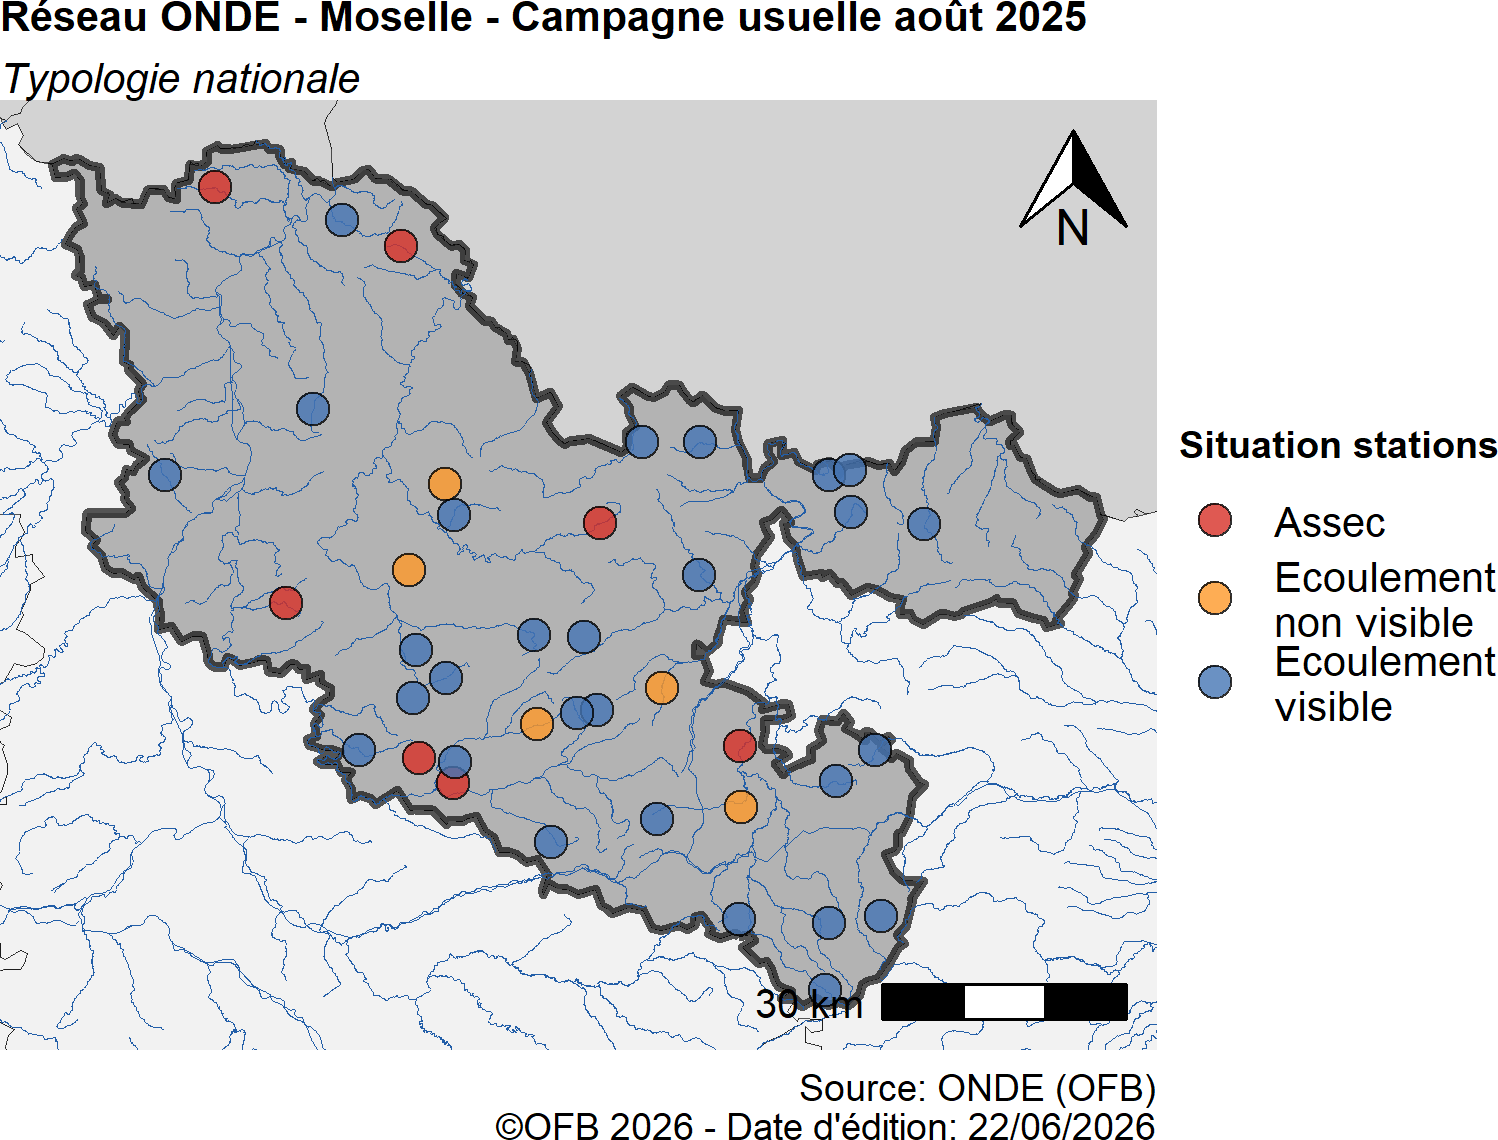 Réseau ONDE - Moselle - Campagne usuelle août 2025
Typologie nationale
N
Situation stations
Assec
Ecoulement
non visible
Ecoulement
visible
30 km
Source: ONDE (OFB)
©OFB 2026 - Date d'édition: 22/06/2026